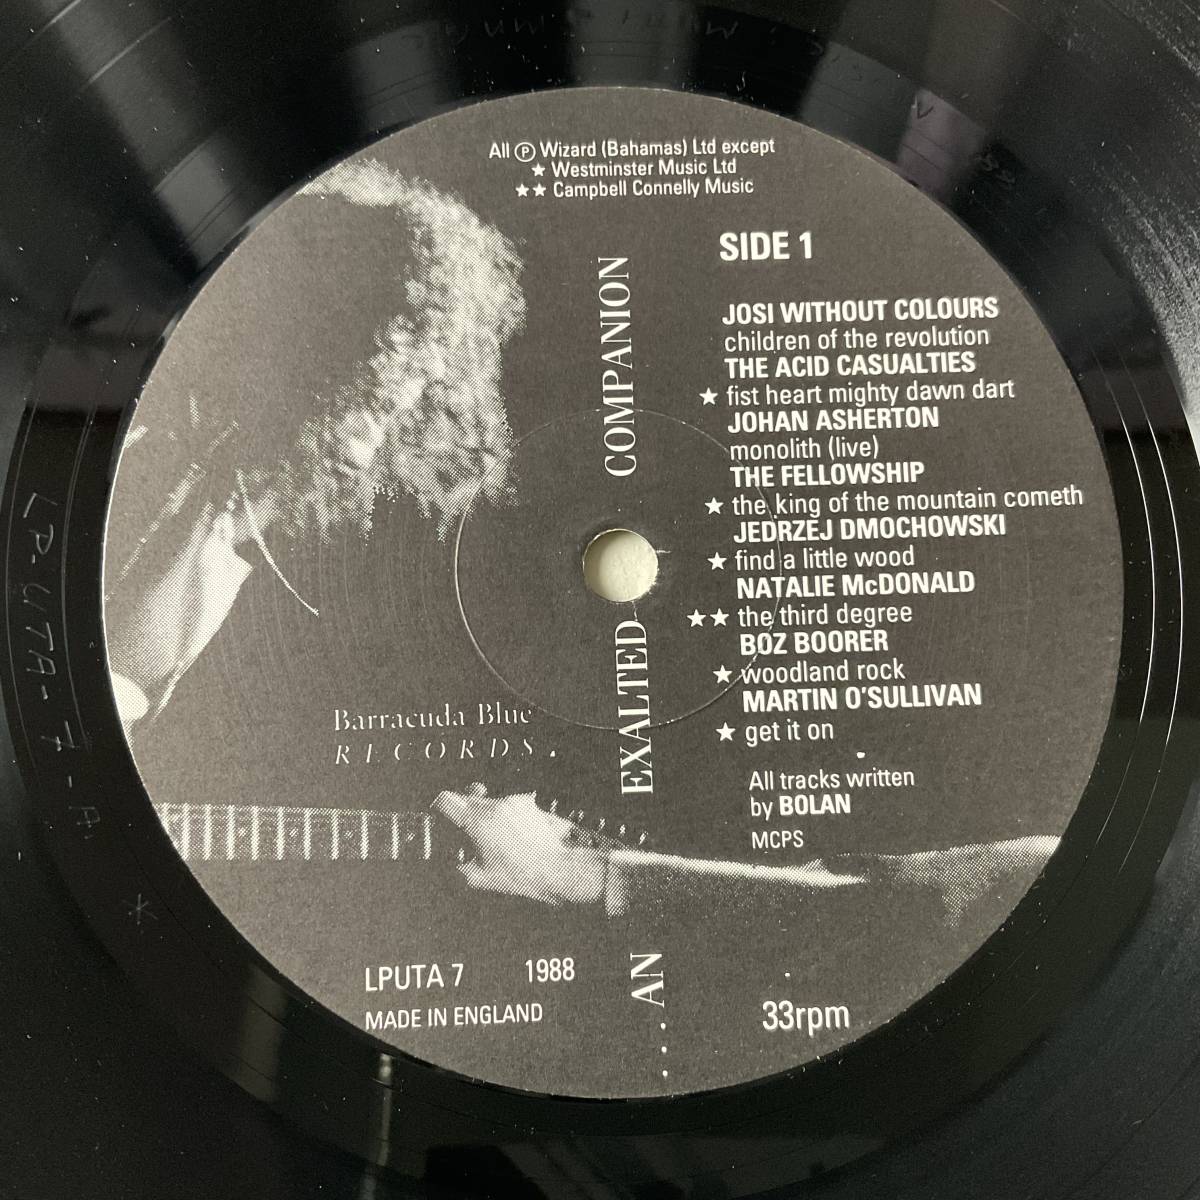 All Ⓟ Wizard (Bahamas) Ltd except
★ Westminster Music Ltd
★★ Campbell Connelly Music
SIDE 1
JOSI WITHOUT COLOURS
children of the revolution
THE ACID CASUALTIES
★ fist heart mighty dawn dart
JOHAN ASHERTON
monolith (live)
THE FELLOWSHIP
★ the king of the mountain cometh
JEDRZEJ DMOCHOWSKI
★ find a little wood
NATALIE McDONALD
★★ the third degree
BOZ BOORER
★ woodland rock
MARTIN O'SULLIVAN
★ get it on
All tracks written
by BOLAN
MCPS
...AN EXALTED COMPANION
Barracuda Blue
RECORDS.
LPUTA 7 1988
MADE IN ENGLAND
33rpm
LP-UTA-7-A